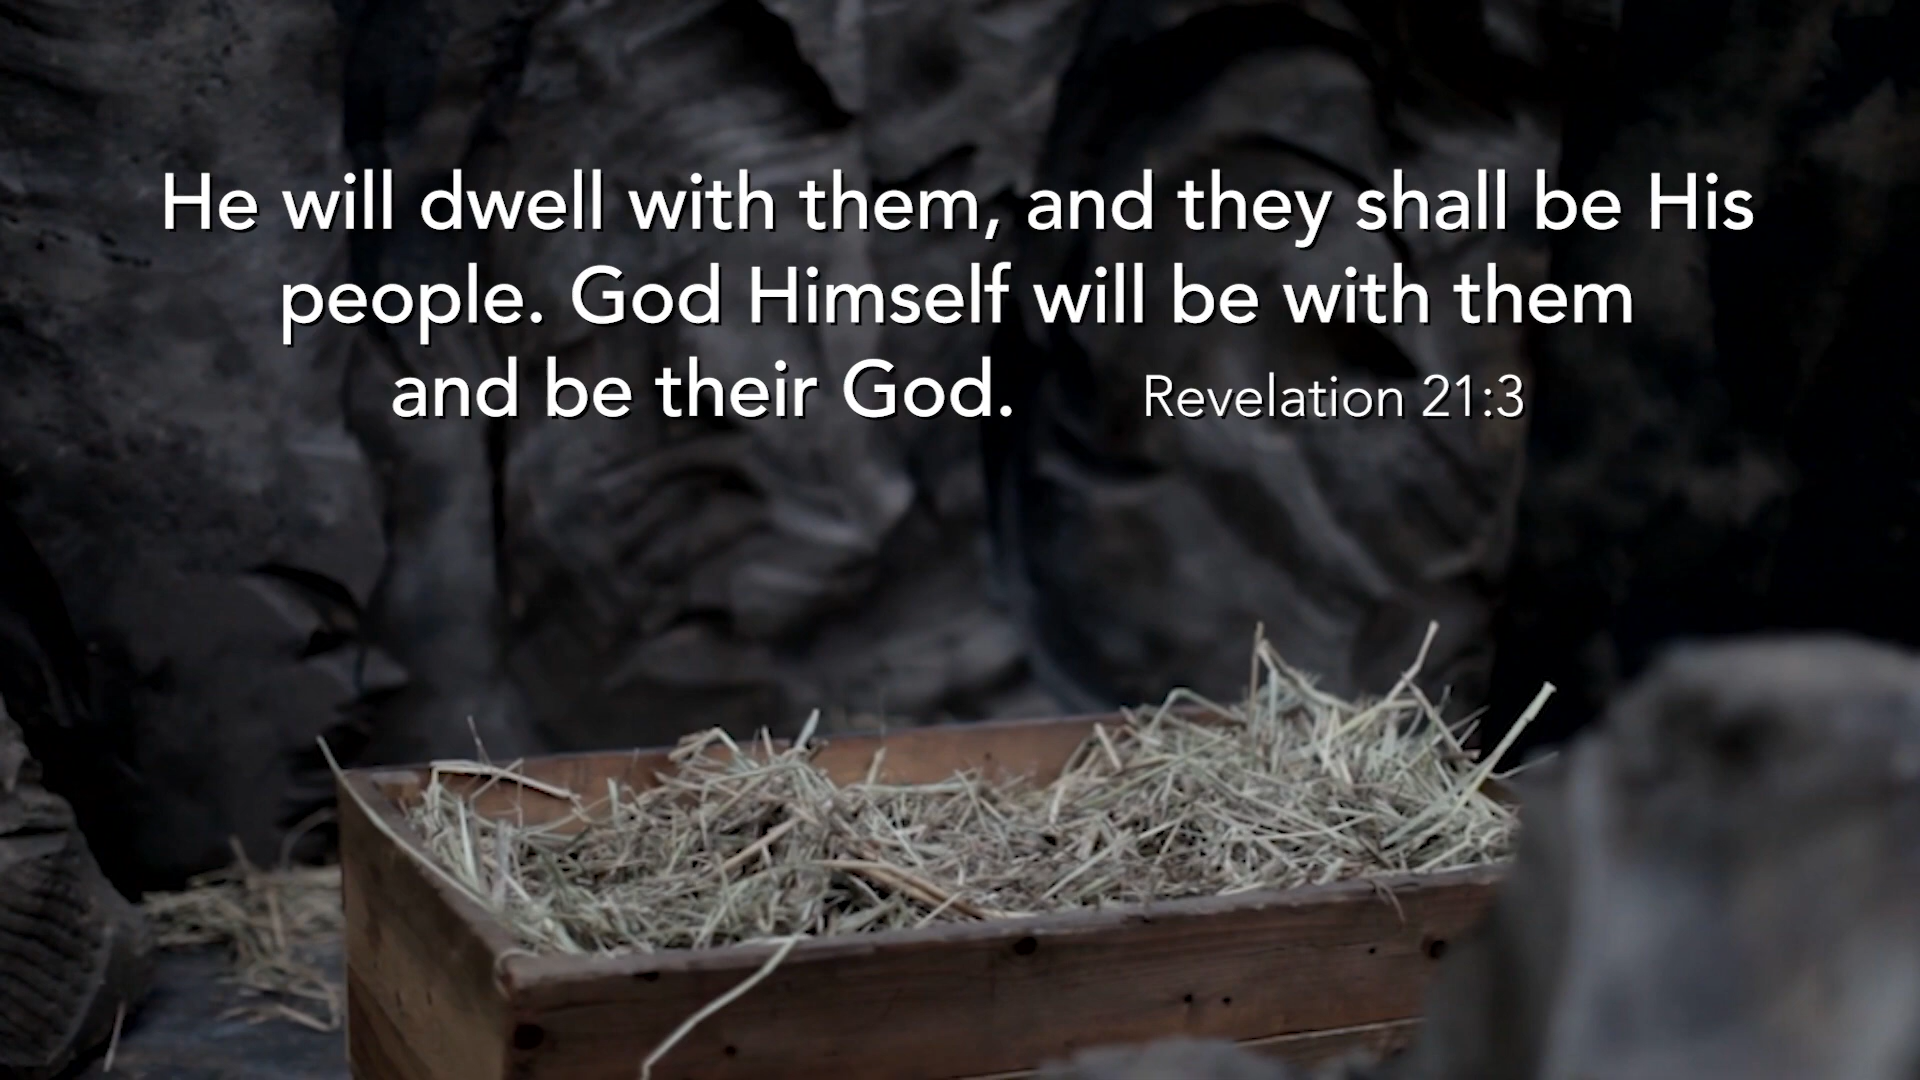 He will dwell with them, and they shall be His
people. God Himself will be with them
and be their God. Revelation 21:3